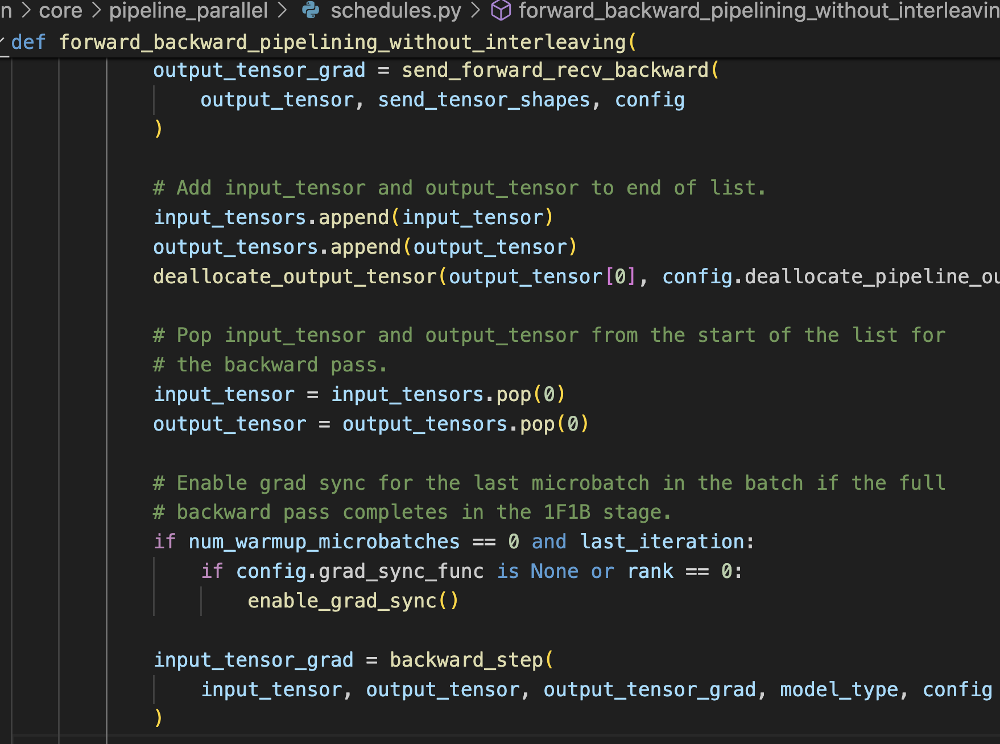 n > core > pipeline_parallel > schedules.py > forward_backward_pipelining_without_interleavin
def forward_backward_pipelining_without_interleaving(
output_tensor_grad = send_forward_recv_backward(
output_tensor, send_tensor_shapes, config
)
# Add input_tensor and output_tensor to end of list.
input_tensors.append(input_tensor)
output_tensors.append(output_tensor)
deallocate_output_tensor(output_tensor[0], config.deallocate_pipeline_ou
# Pop input_tensor and output_tensor from the start of the list for
# the backward pass.
input_tensor = input_tensors.pop(0)
output_tensor = output_tensors.pop(0)
# Enable grad sync for the last microbatch in the batch if the full
# backward pass completes in the 1F1B stage.
if num_warmup_microbatches == 0 and last_iteration:
if config.grad_sync_func is None or rank == 0:
enable_grad_sync()
input_tensor_grad = backward_step(
input_tensor, output_tensor, output_tensor_grad, model_type, config
)